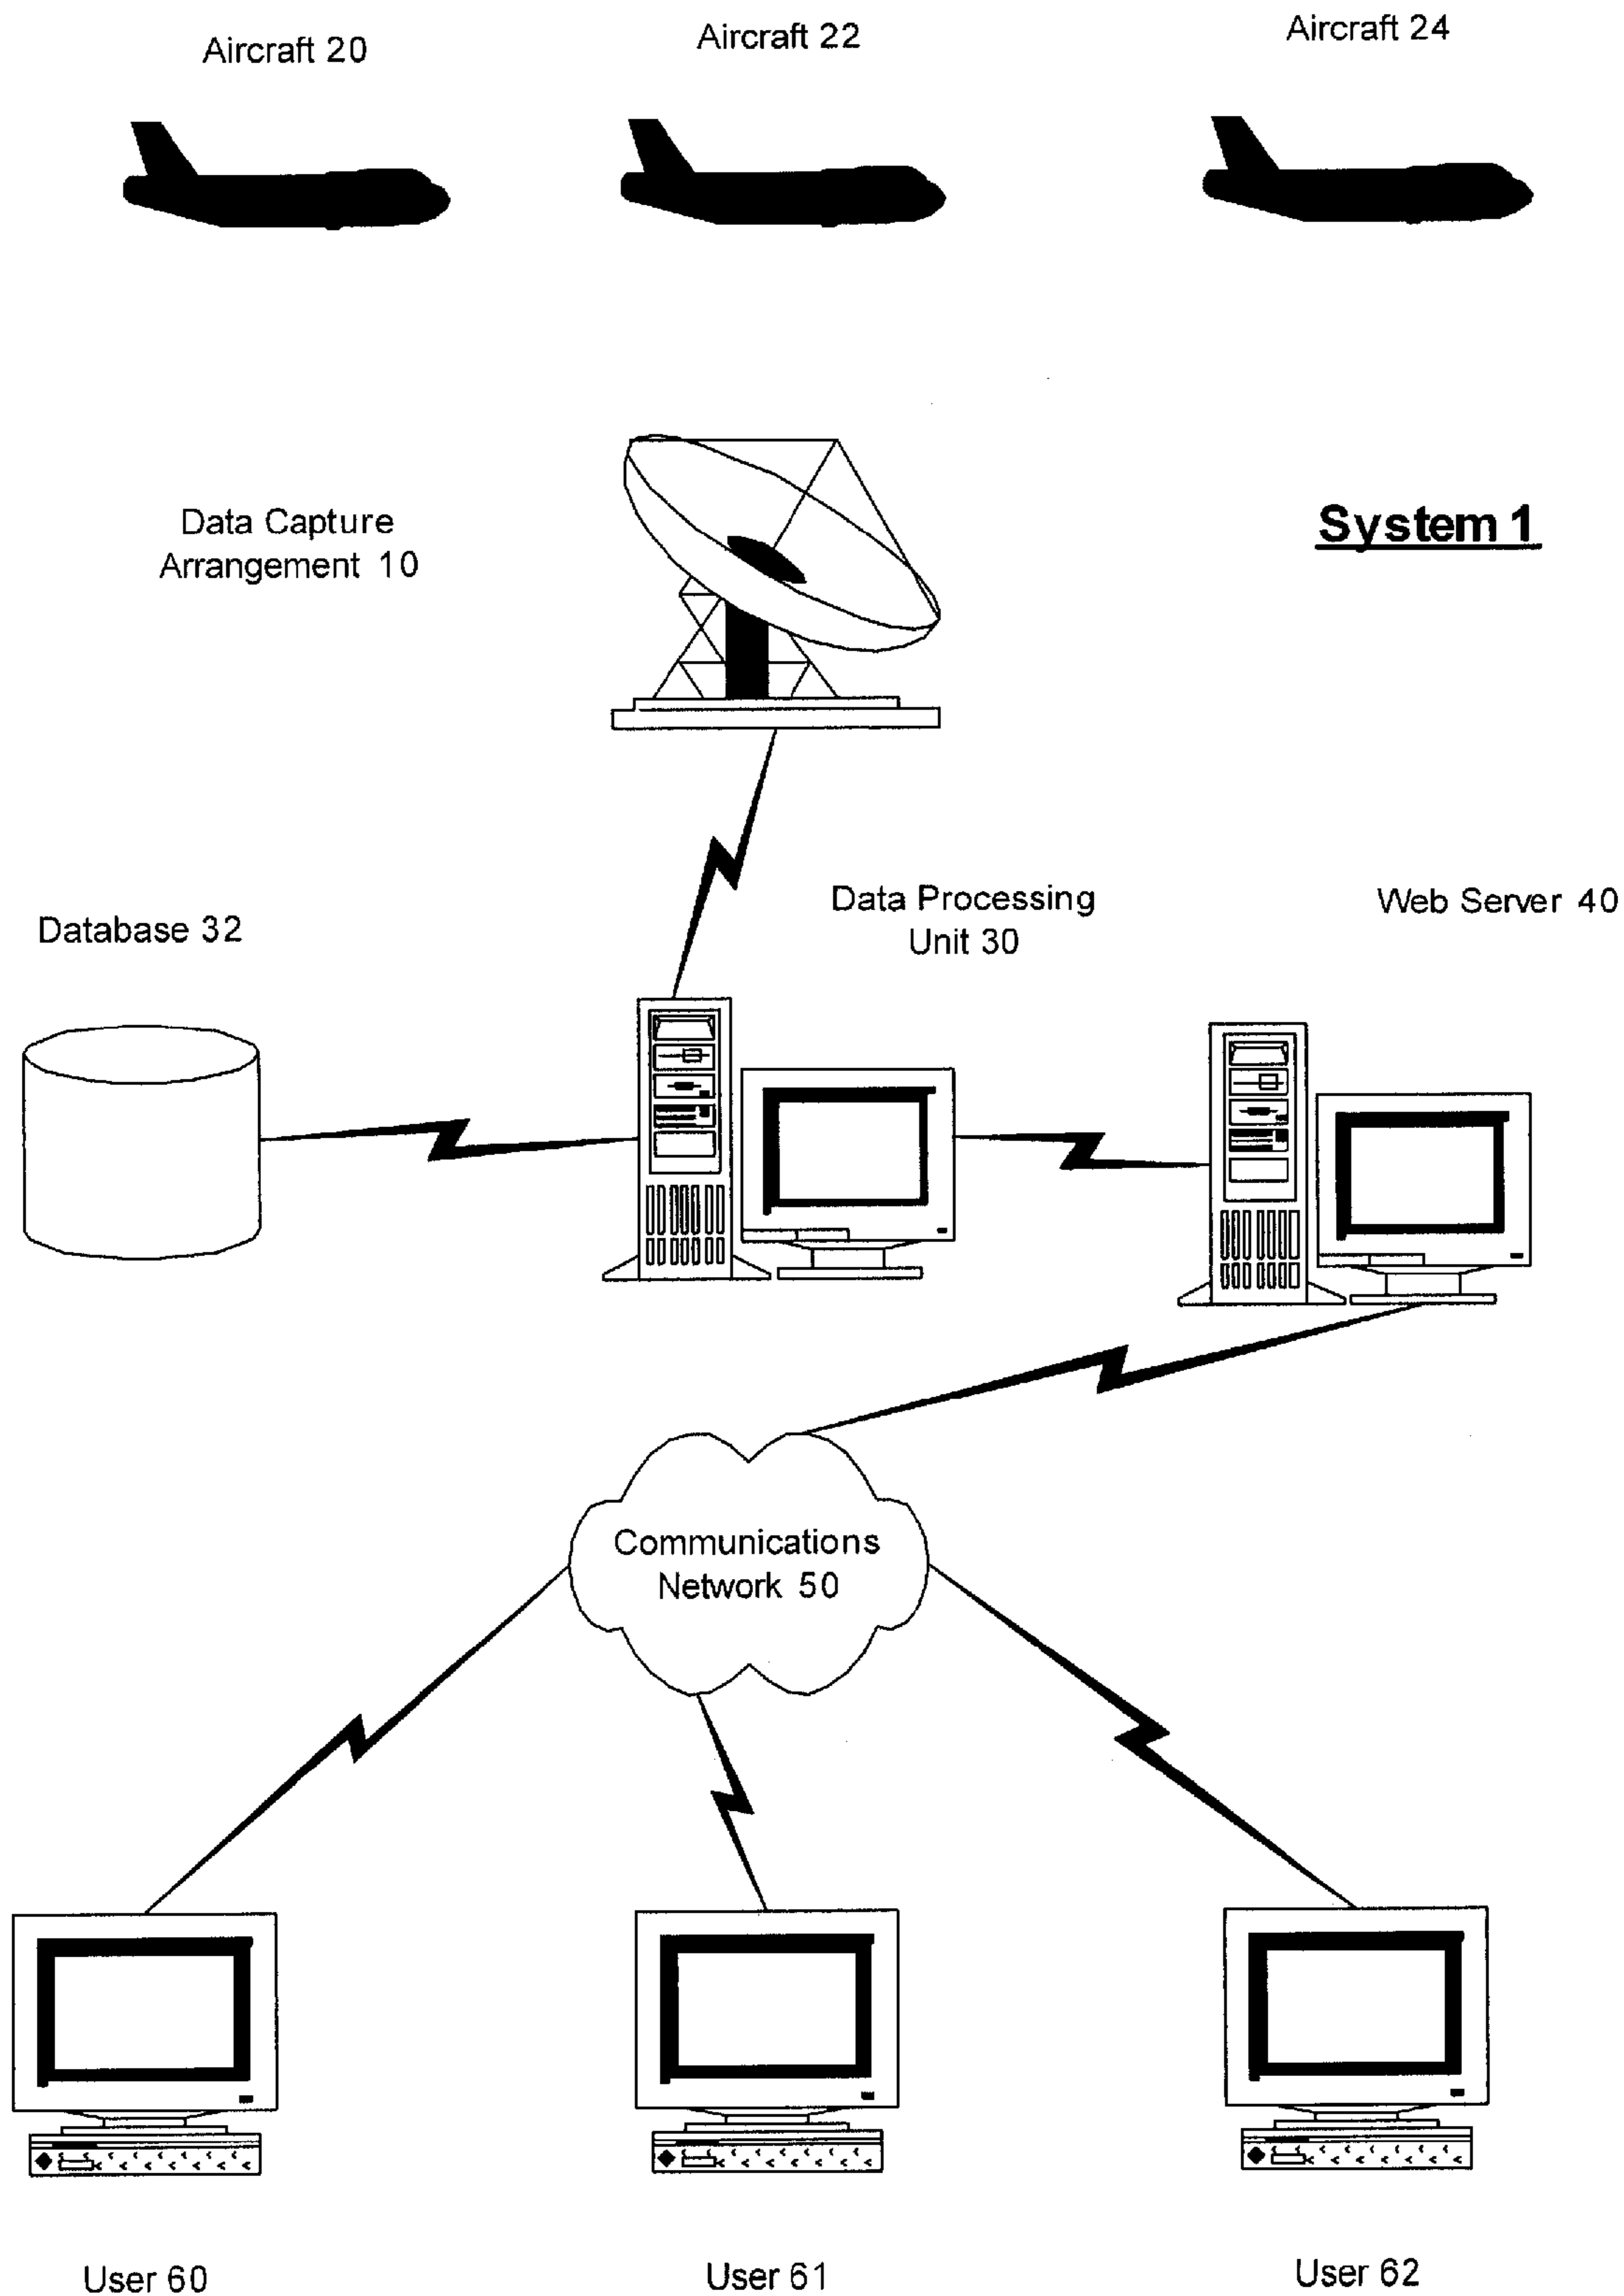 Aircraft 20
Aircraft 22
Aircraft 24
Data Capture
Arrangement 10
System 1
Database 32
Data Processing
Unit 30
Web Server 40
Communications
Network 50
User 60
User 61
User 62